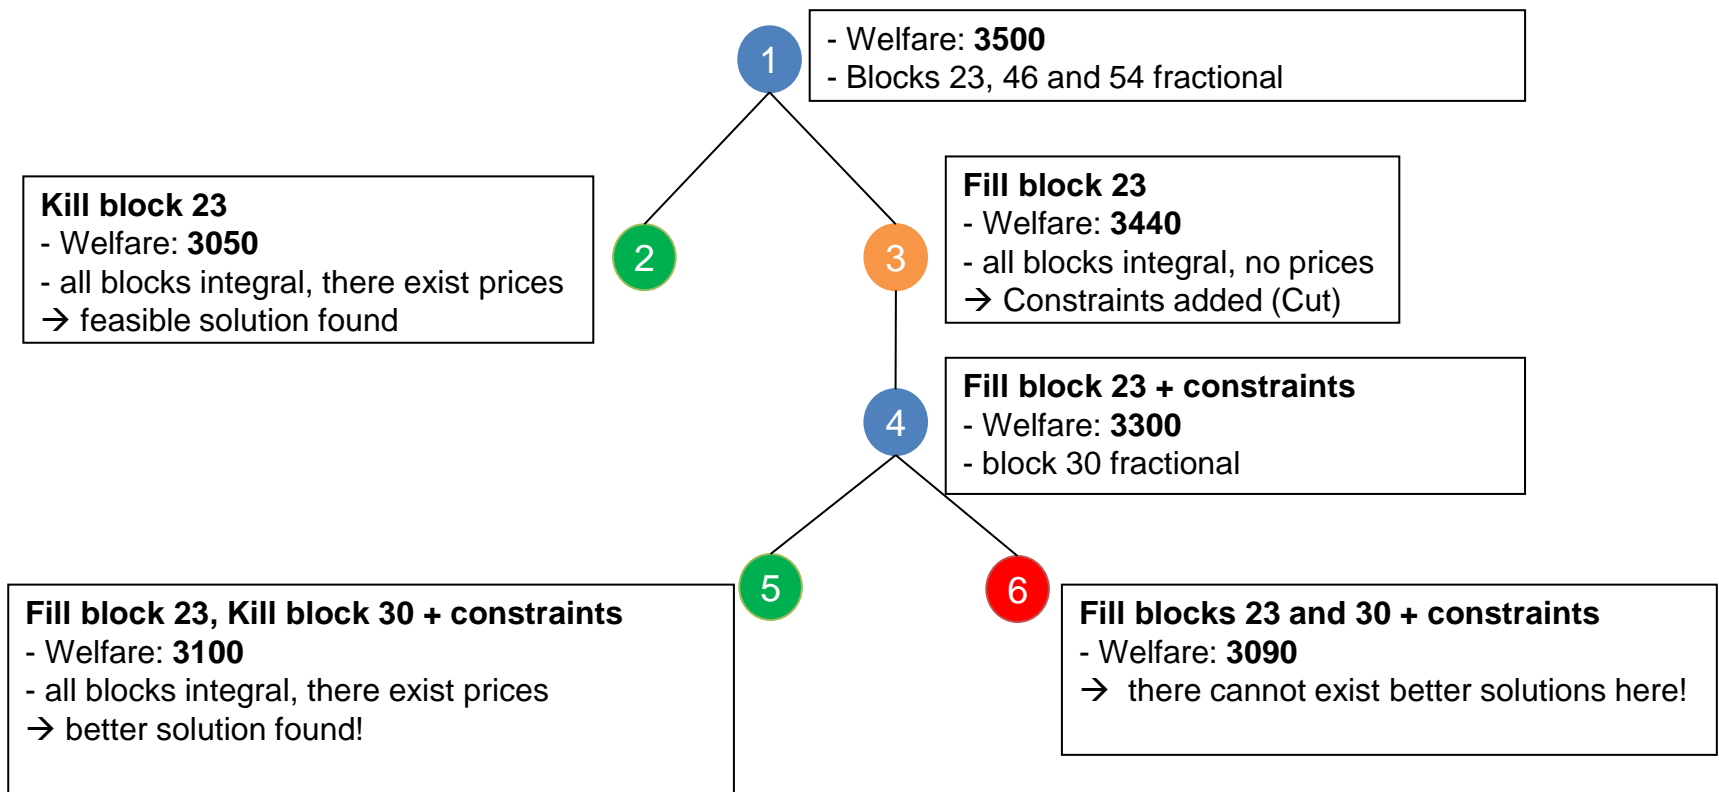 1
- Welfare: 3500
- Blocks 23, 46 and 54 fractional
Kill block 23
- Welfare: 3050
- all blocks integral, there exist prices
→ feasible solution found
2
3
Fill block 23
- Welfare: 3440
- all blocks integral, no prices
→ Constraints added (Cut)
4
Fill block 23 + constraints
- Welfare: 3300
- block 30 fractional
5
Fill block 23, Kill block 30 + constraints
- Welfare: 3100
- all blocks integral, there exist prices
→ better solution found!
6
Fill blocks 23 and 30 + constraints
- Welfare: 3090
→ there cannot exist better solutions here!